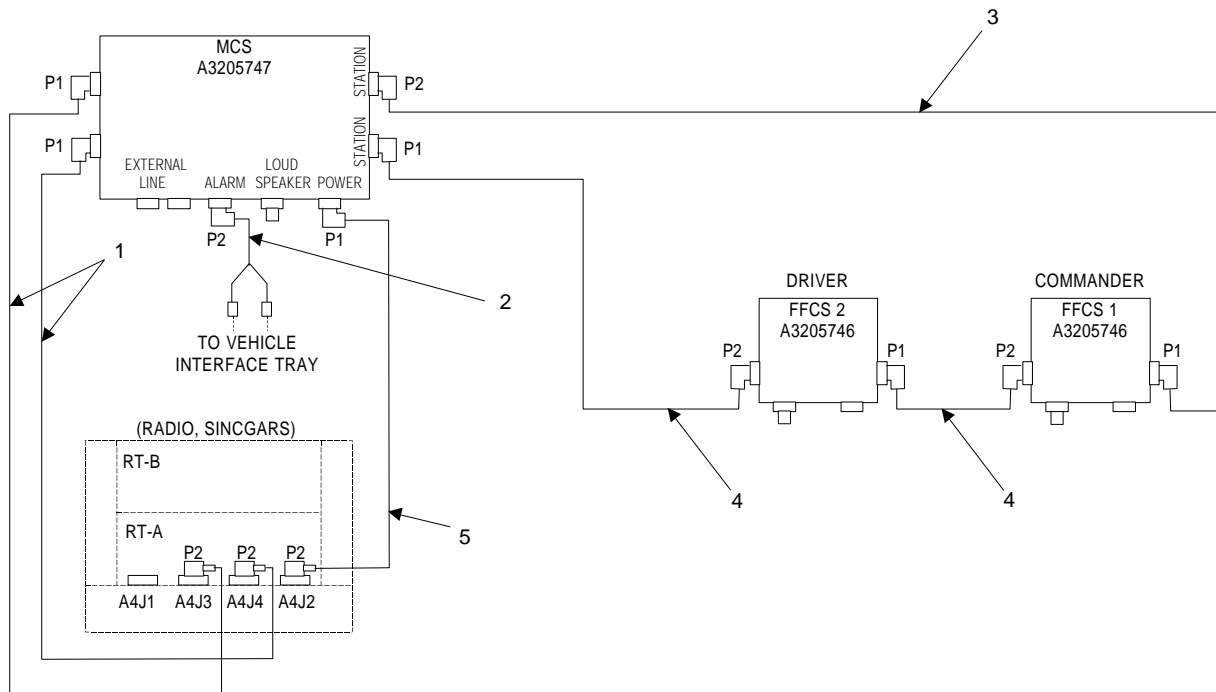 3
MCS
A3205747
P1
STATION
P2
P1
STATION
P1
EXTERNAL
LINE
ALARM
LOUD
SPEAKER
POWER
P2
P1
1
2
TO VEHICLE
INTERFACE TRAY
DRIVER
COMMANDER
FFCS 2
A3205746
FFCS 1
A3205746
P2
P1
P2
P1
4
4
(RADIO, SINCGARS)
RT-B
RT-A
5
P2
P2
P2
A4J1
A4J3
A4J4
A4J2